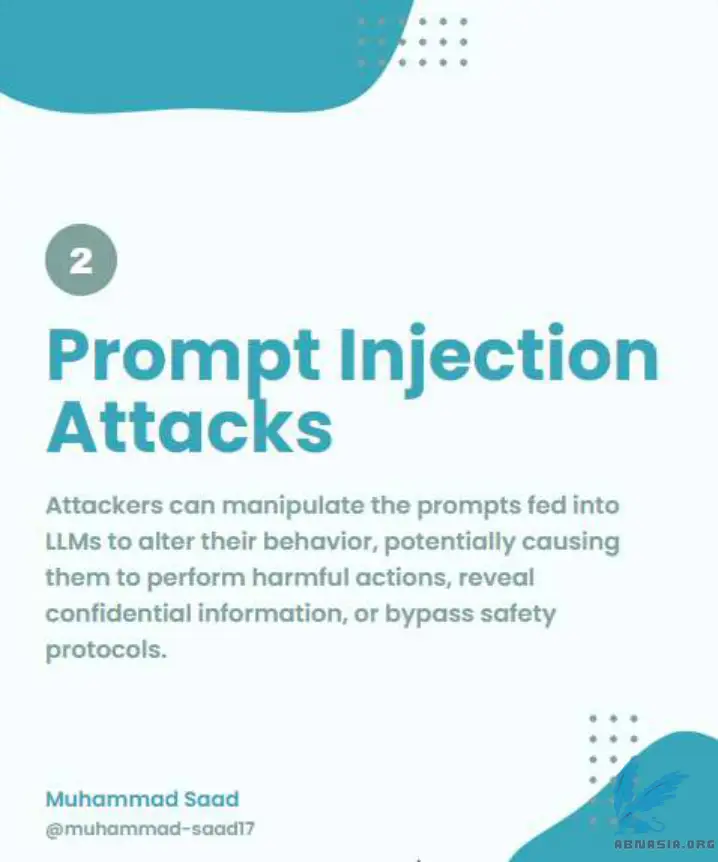 2
Prompt Injection
Attacks
Attackers can manipulate the prompts fed into
LLMs to alter their behavior, potentially causing
them to perform harmful actions, reveal
confidential information, or bypass safety
protocols.
Muhammad Saad
@muhammad-saad17
ABNASIA.ORG